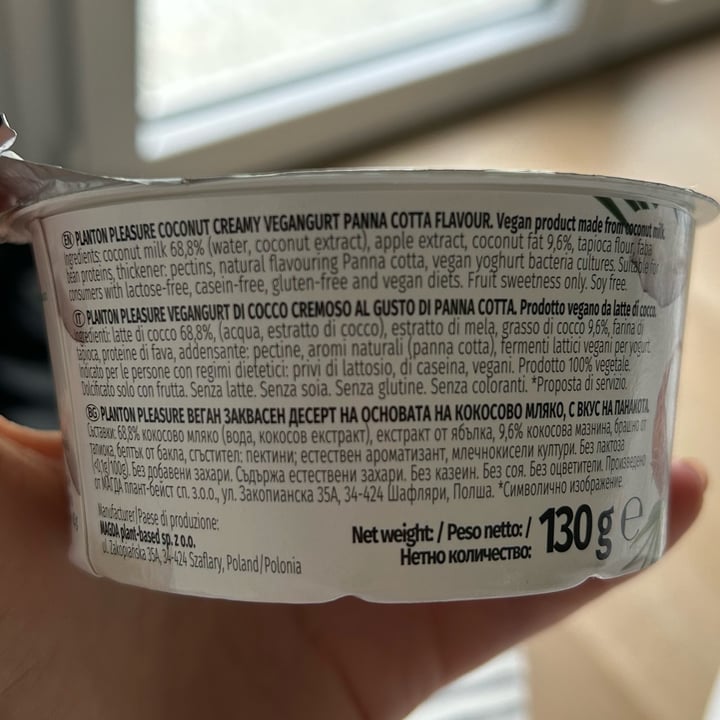 EN PLANTON PLEASURE COCONUT CREAMY VEGANGURT PANNA COTTA FLAVOUR. Vegan product made from coconut milk.
Ingredients: coconut milk 68,8% (water, coconut extract), apple extract, coconut fat 9,6%, tapioca flour, faba
bean proteins, thickener: pectins, natural flavouring Panna cotta, vegan yoghurt bacteria cultures. Suitable for
consumers with lactose-free, casein-free, gluten-free and vegan diets. Fruit sweetness only. Soy free.
IT PLANTON PLEASURE VEGANGURT DI COCCO CREMOSO AL GUSTO DI PANNA COTTA. Prodotto vegano da latte di cocco.
Ingredienti: latte di cocco 68,8%, (acqua, estratto di cocco), estratto di mela, grasso di cocco 9,6%, farina di
tapioca, proteine di fava, addensante: pectine, aromi naturali (panna cotta), fermenti lattici vegani per yogurt.
Indicato per le persone con regimi dietetici: privi di lattosio, di caseina, vegani. Prodotto 100% vegetale.
Dolcificato solo con frutta. Senza latte. Senza soia. Senza glutine. Senza coloranti. *Proposta di servizio.
BG PLANTON PLEASURE ВЕГАН ЗАКВАСЕН ДЕСЕРТ НА ОСНОВАТА НА КОКОСОВО МЛЯКО, С ВКУС НА ПАНАКОТА.
Съставки: 68,8% кокосово мляко (вода, кокосов екстракт), екстракт от ябълка, 9,6% кокосова мазнина, брашно от
тапиока, белтък от бакла, сгъстител: пектини; естествен ароматизант, млечнокисели култури. Без лактоза
(<0,1g/100g). Без добавени захари. Съдържа естествени захари. Без казеин. Без соя. Без оцветители. Произведено
от МАГДА плант-бейст сп. з.о.о., ул. Закопианска 35А, 34-424 Шафляри, Полша. *Символично изображение.
Manufacturer/Paese di produzione:
MAGDA plant-based sp. z o.o.
ul. Zakopiańska 35A, 34-424 Szaflary, Poland/Polonia
Net weight: / Peso netto: /
Нетно количество:
130 g ℮